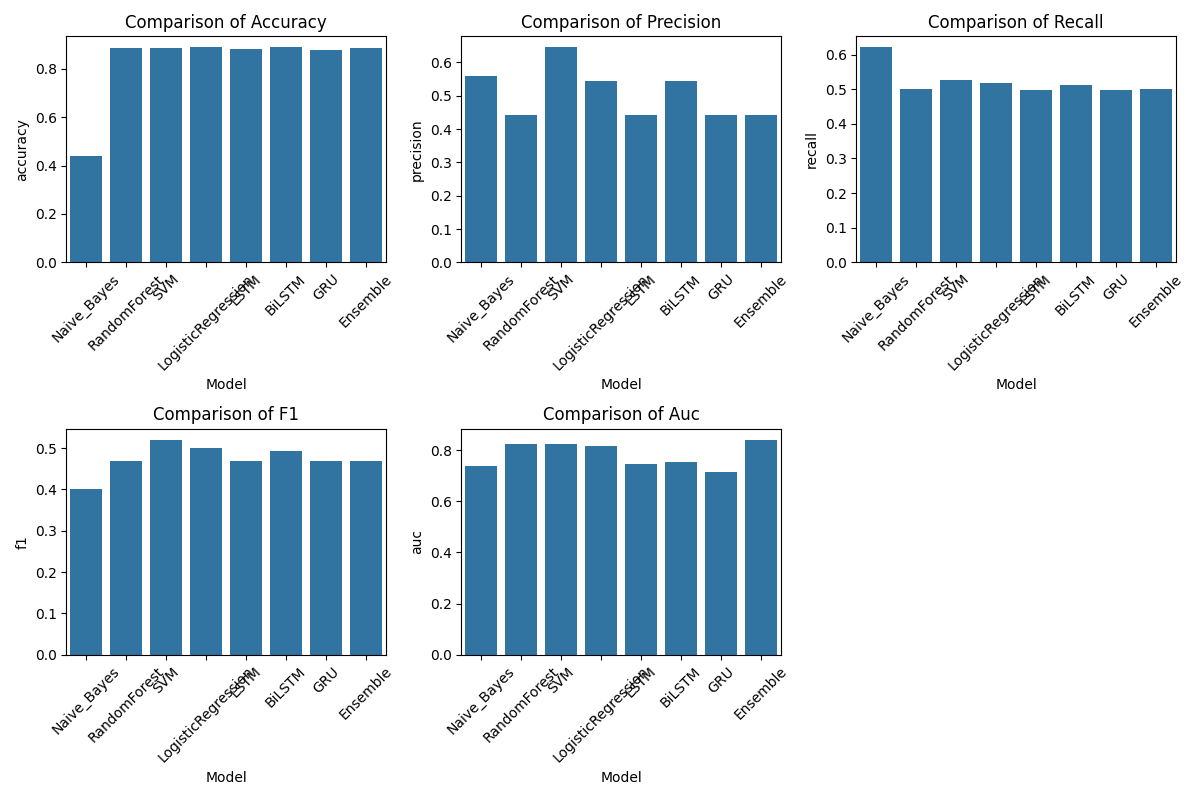 Comparison of Accuracy
accuracy
0.8
0.6
0.4
0.2
0.0
Naive_Bayes
RandomForest
SVM
LogisticRegression
LSTM
BiLSTM
GRU
Ensemble
Model
Comparison of Precision
precision
0.6
0.5
0.4
0.3
0.2
0.1
0.0
Naive_Bayes
RandomForest
SVM
LogisticRegression
LSTM
BiLSTM
GRU
Ensemble
Model
Comparison of Recall
recall
0.6
0.5
0.4
0.3
0.2
0.1
0.0
Naive_Bayes
RandomForest
SVM
LogisticRegression
LSTM
BiLSTM
GRU
Ensemble
Model
Comparison of F1
f1
0.5
0.4
0.3
0.2
0.1
0.0
Naive_Bayes
RandomForest
SVM
LogisticRegression
LSTM
BiLSTM
GRU
Ensemble
Model
Comparison of Auc
auc
0.8
0.6
0.4
0.2
0.0
Naive_Bayes
RandomForest
SVM
LogisticRegression
LSTM
BiLSTM
GRU
Ensemble
Model